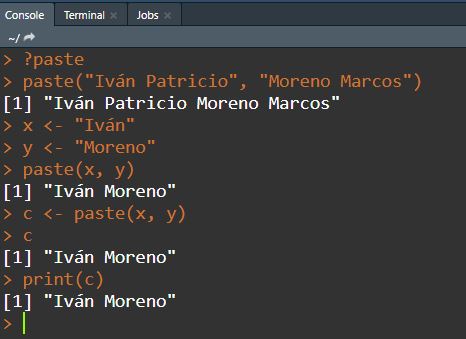 Console Terminal × Jobs ×
~/
> ?paste
> paste("Iván Patricio", "Moreno Marcos")
[1] "Iván Patricio Moreno Marcos"
> x <- "Iván"
> y <- "Moreno"
> paste(x, y)
[1] "Iván Moreno"
> c <- paste(x, y)
> c
[1] "Iván Moreno"
> print(c)
[1] "Iván Moreno"
>